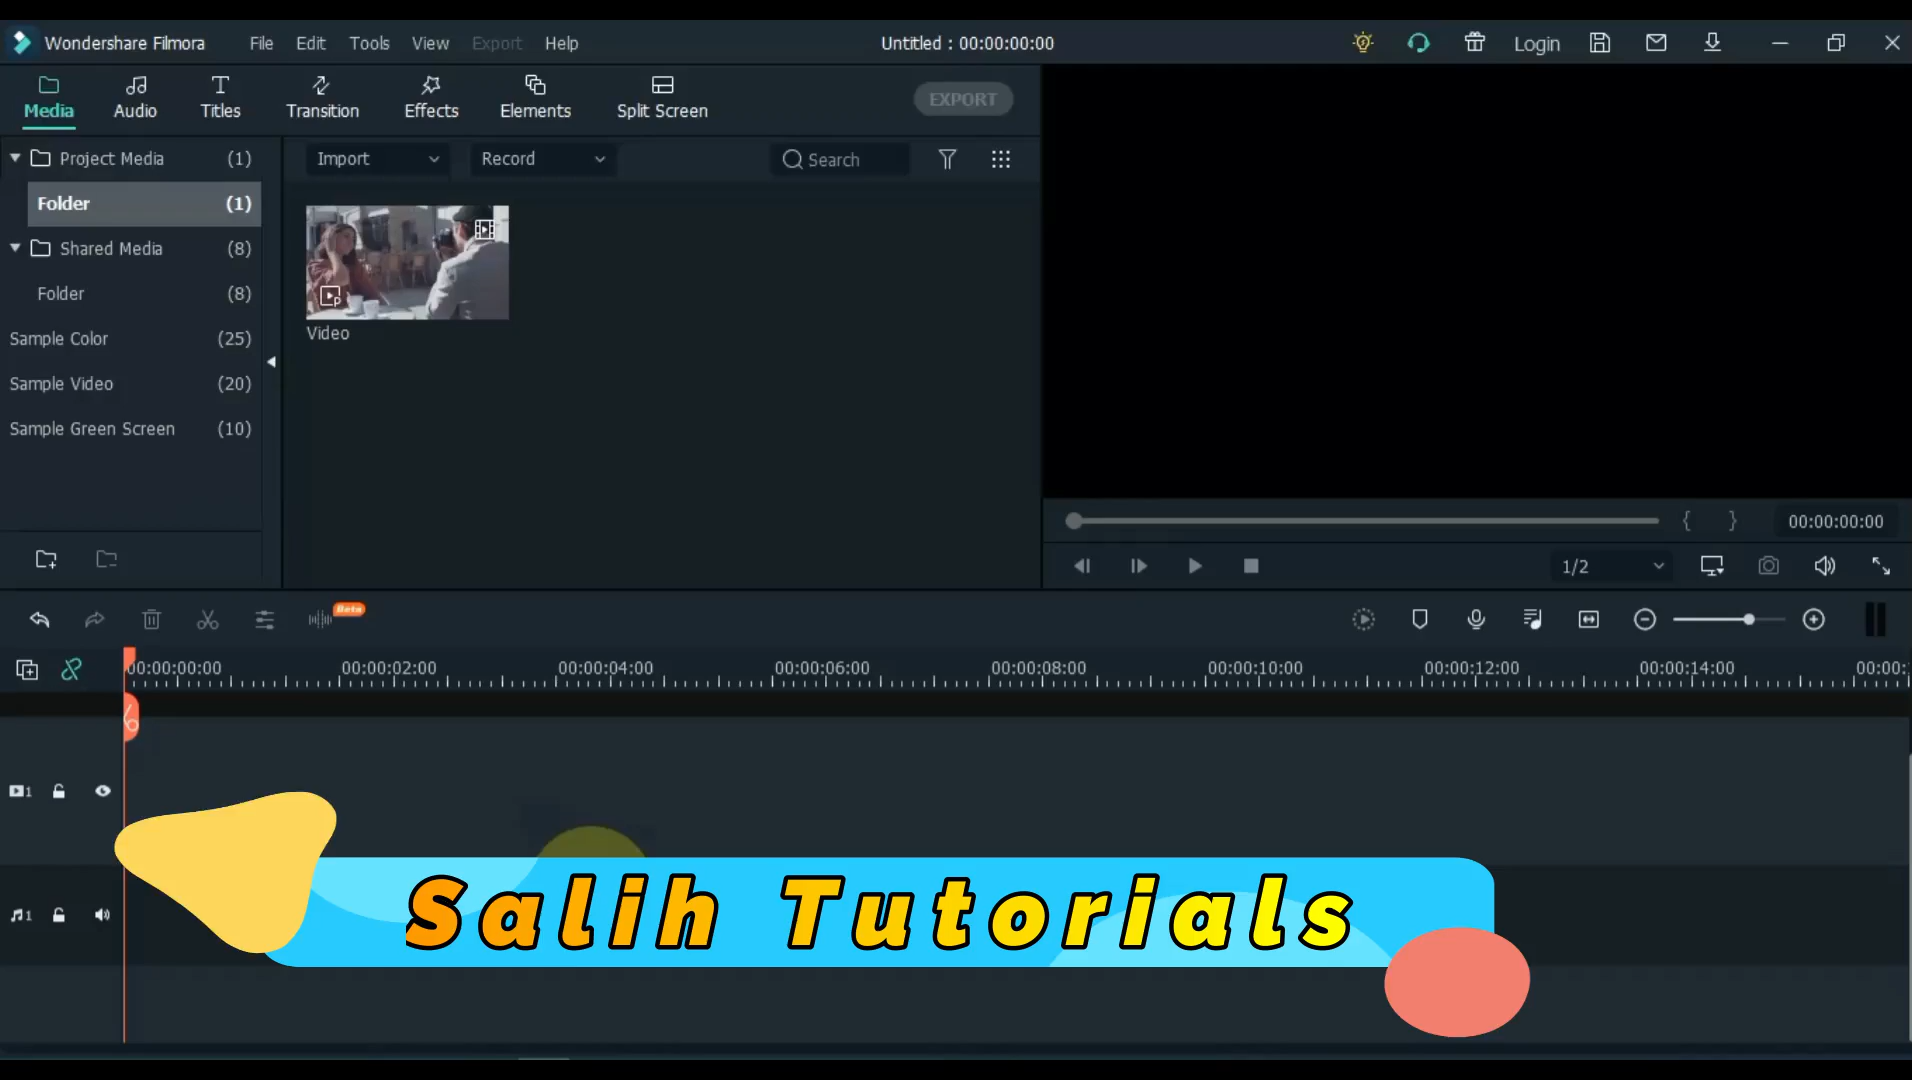 Wondershare Filmora File Edit Tools View Export Help Untitled : 00:00:00:00 Login
Media Audio Titles Transition Effects Elements Split Screen EXPORT
Project Media (1) Import Record Search
Folder (1)
Shared Media (8)
Folder (8)
Video
Sample Color (25)
Sample Video (20)
Sample Green Screen (10)
{ } 00:00:00:00
1/2
Beta
00:00:00:00 00:00:02:00 00:00:04:00 00:00:06:00 00:00:08:00 00:00:10:00 00:00:12:00 00:00:14:00 00:00:
1
1
Salih Tutorials